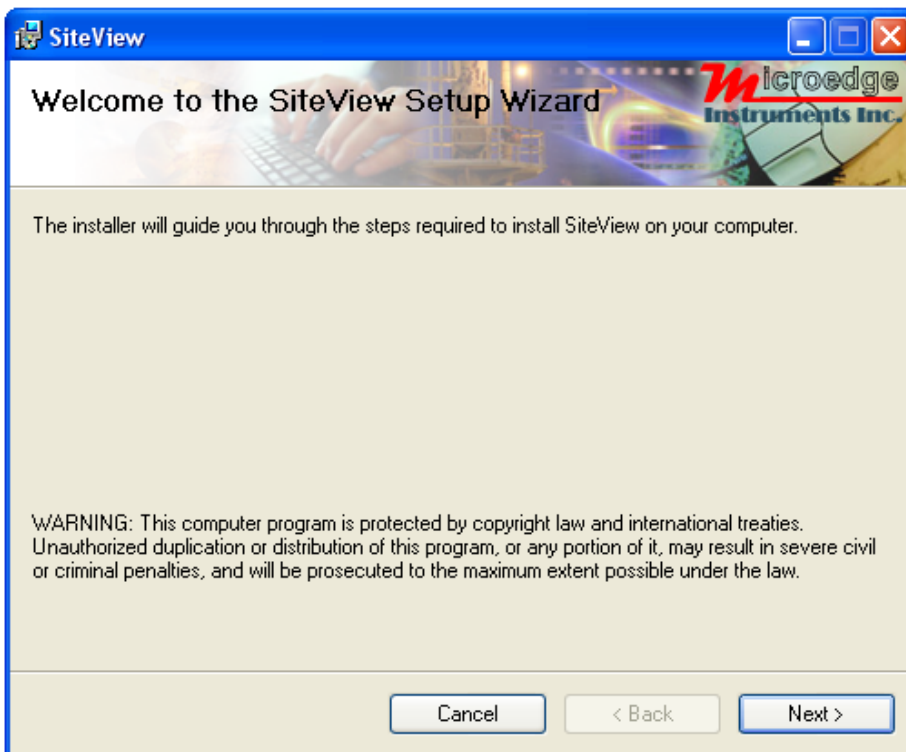 SiteView
Welcome to the SiteView Setup Wizard
Microedge
Instruments Inc.
The installer will guide you through the steps required to install SiteView on your computer.
WARNING: This computer program is protected by copyright law and international treaties.
Unauthorized duplication or distribution of this program, or any portion of it, may result in severe civil
or criminal penalties, and will be prosecuted to the maximum extent possible under the law.
Cancel
< Back
Next >